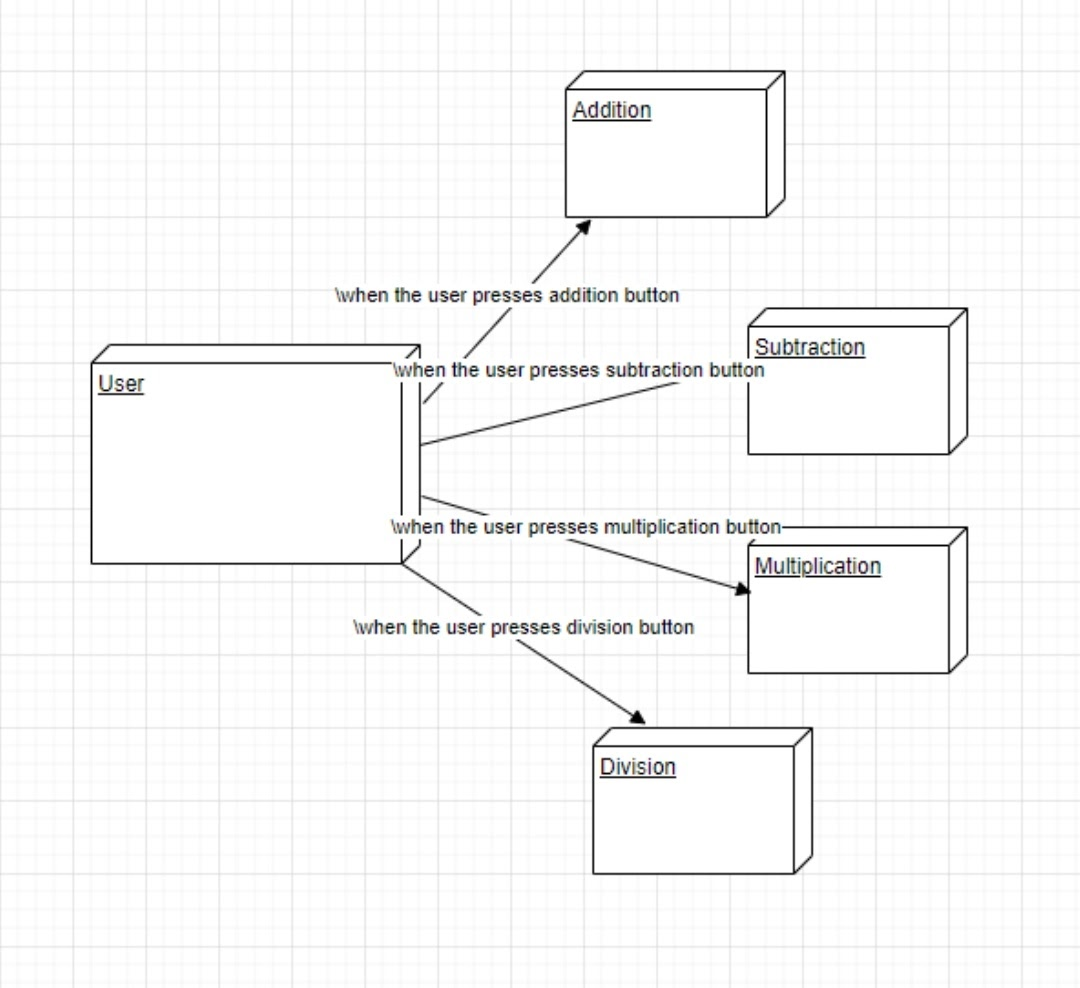 Addition
\when the user presses addition button
Subtraction
\when the user presses subtraction button
User
\when the user presses multiplication button
Multiplication
\when the user presses division button
Division